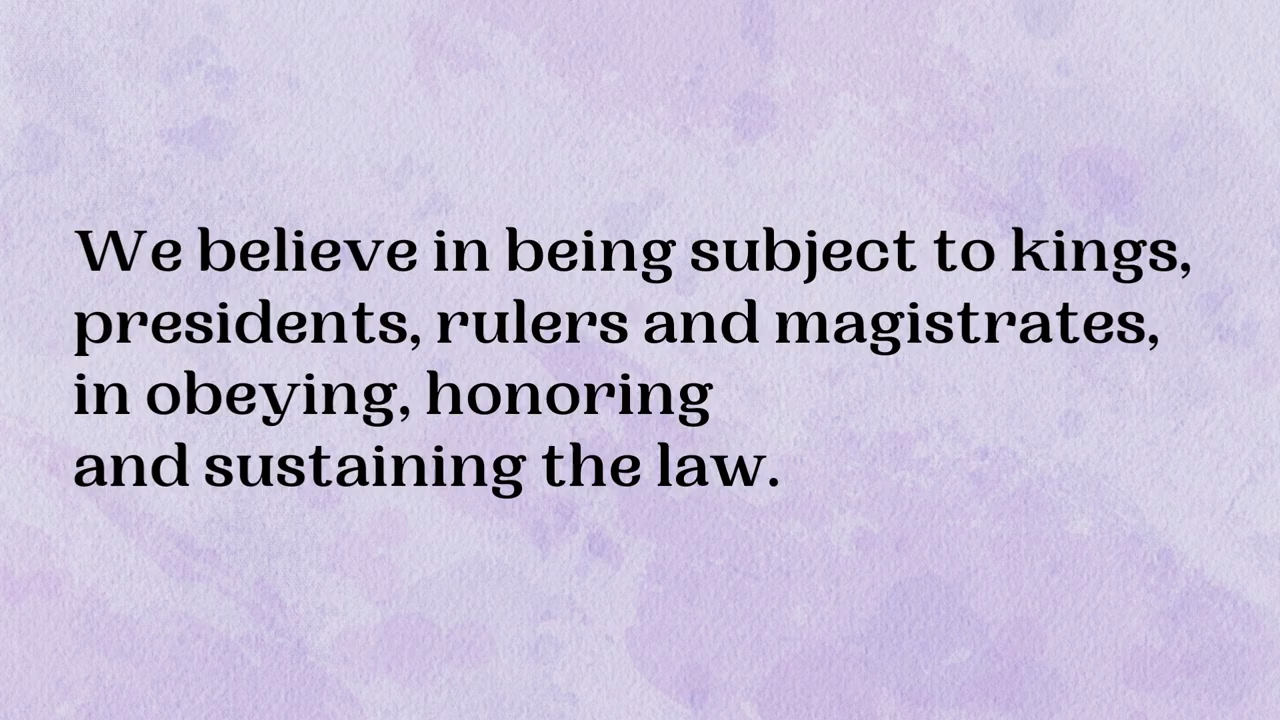 We believe in being subject to kings,
presidents, rulers and magistrates,
in obeying, honoring
and sustaining the law.